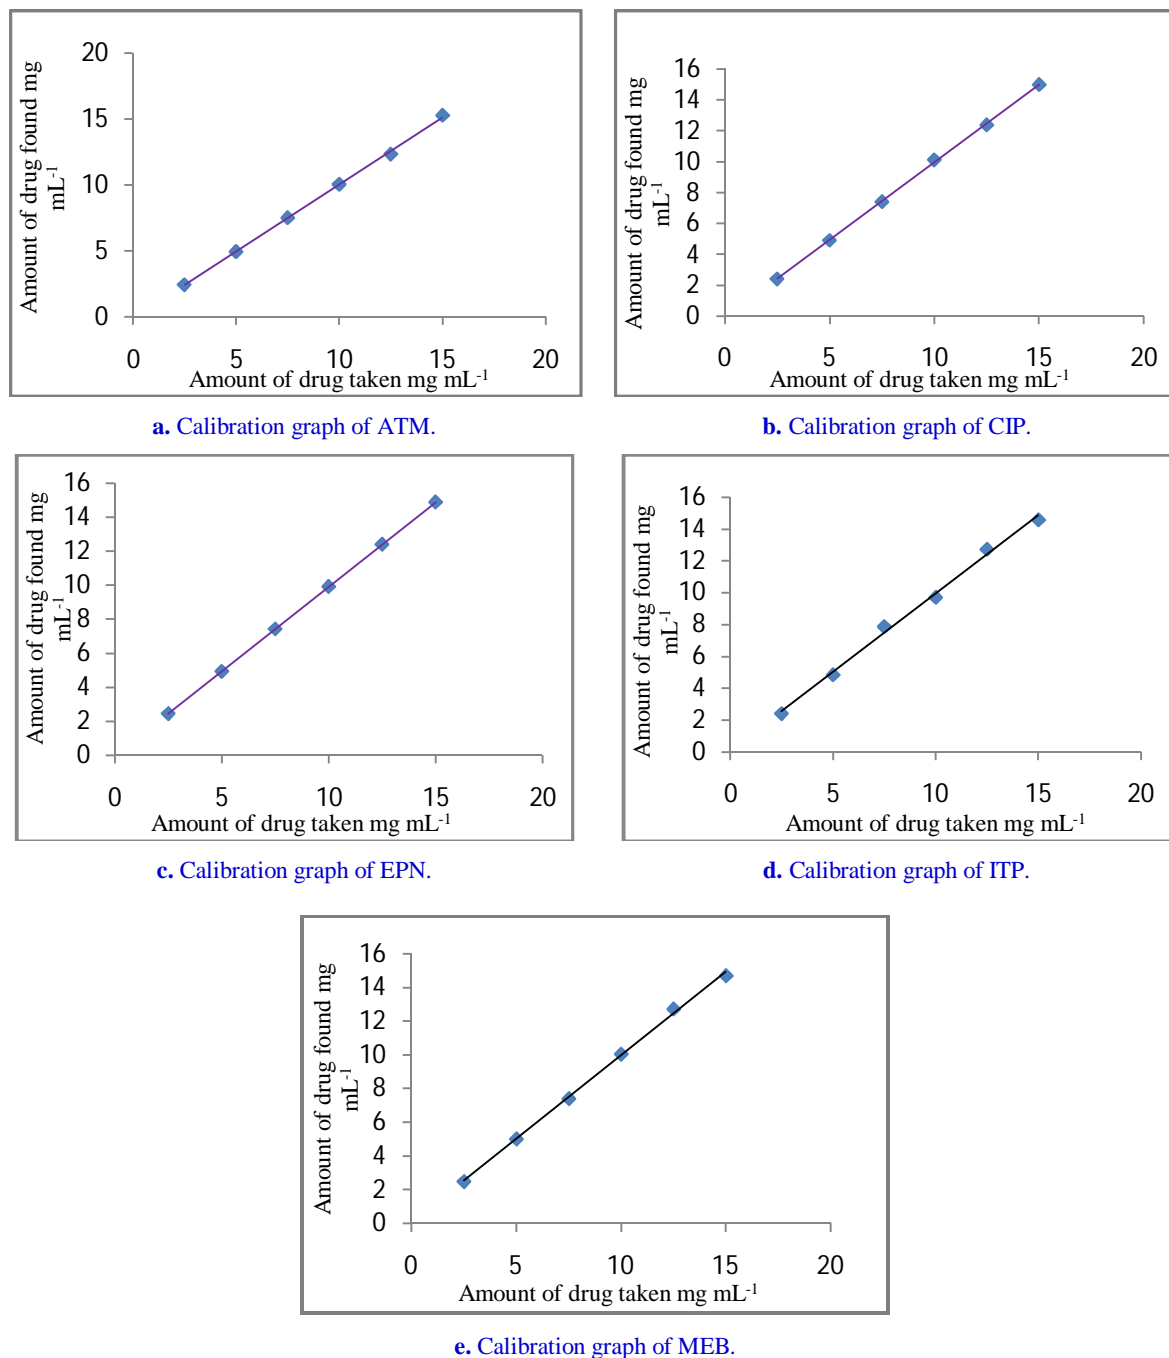 Amount of drug found mg
mL-1
20
15
10
5
0
0 5 10 15 20
Amount of drug taken mg mL-1
a. Calibration graph of ATM.
Amount of drug found mg
mL-1
16
14
12
10
8
6
4
2
0
0 5 10 15 20
Amount of drug taken mg mL-1
b. Calibration graph of CIP.
Amount of drug found mg
mL-1
16
14
12
10
8
6
4
2
0
0 5 10 15 20
Amount of drug taken mg mL-1
c. Calibration graph of EPN.
Amount of drug found mg
mL-1
16
14
12
10
8
6
4
2
0
0 5 10 15 20
Amount of drug taken mg mL-1
d. Calibration graph of ITP.
Amount of drug found mg
mL-1
16
14
12
10
8
6
4
2
0
0 5 10 15 20
Amount of drug taken mg mL-1
e. Calibration graph of MEB.